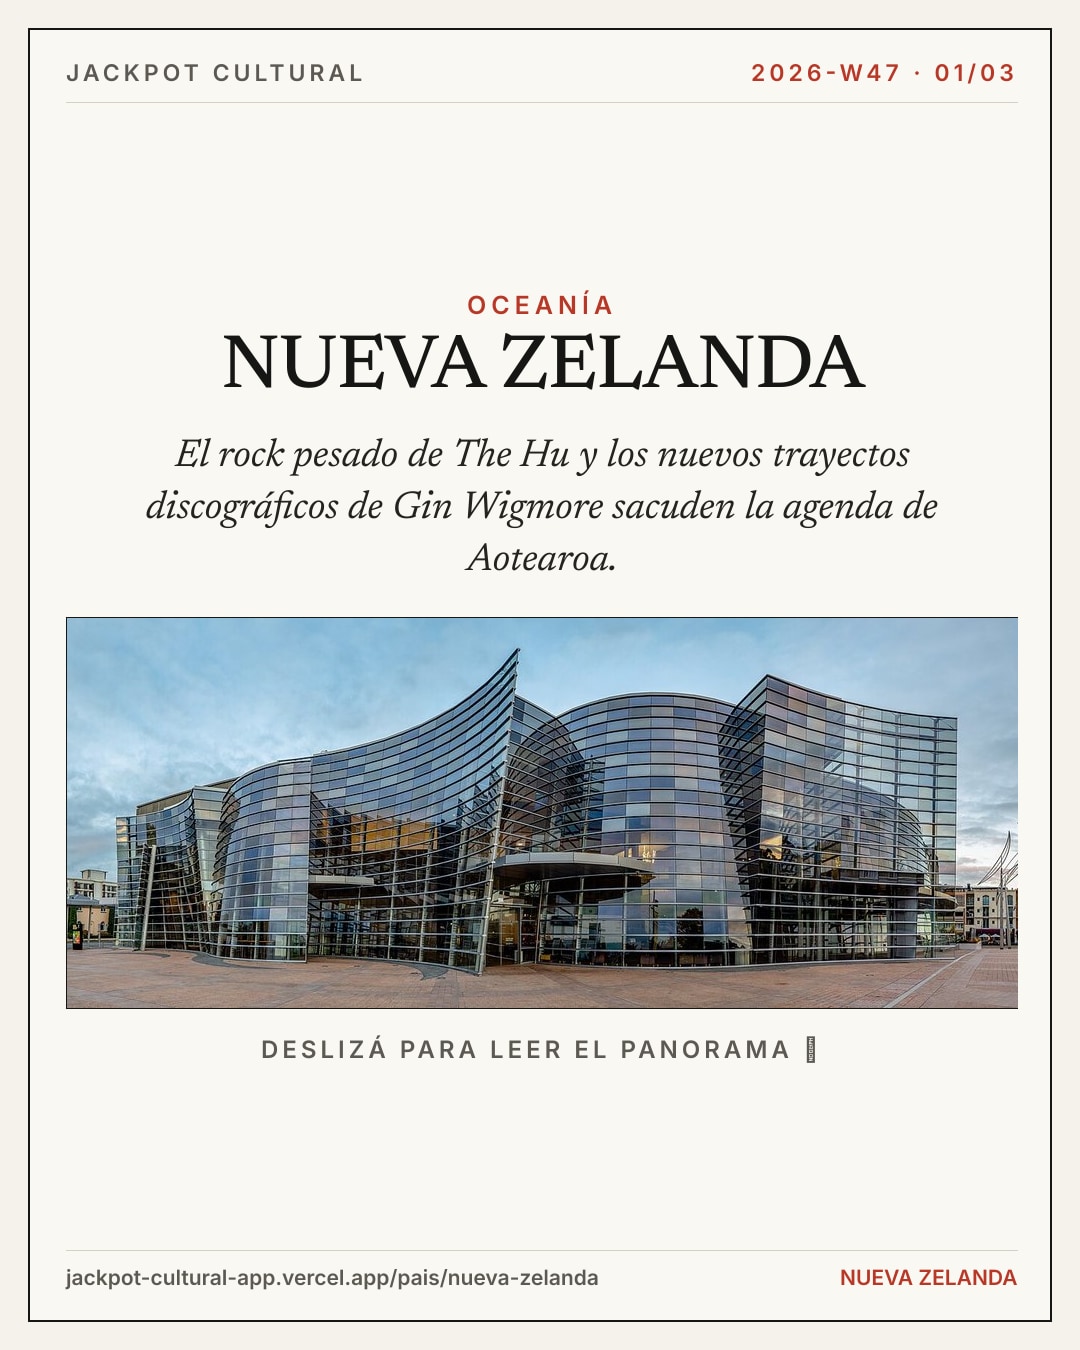 JACKPOT CULTURAL
2026-W47 · 01/03
OCEANÍA
NUEVA ZELANDA
El rock pesado de The Hu y los nuevos trayectos
discográficos de Gin Wigmore sacuden la agenda de
Aotearoa.
DESLIZÁ PARA LEER EL PANORAMA
jackpot-cultural-app.vercel.app/pais/nueva-zelanda
NUEVA ZELANDA